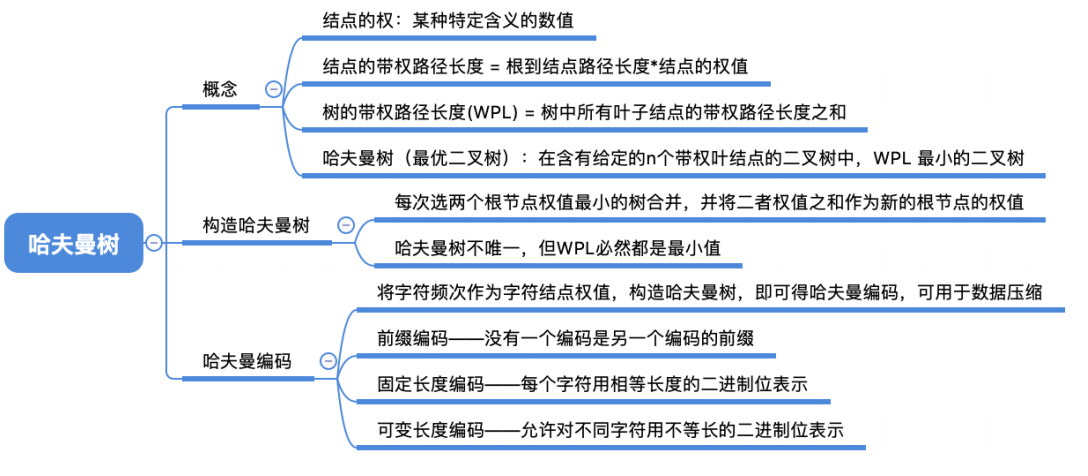 哈夫曼树
概念
结点的权：某种特定含义的数值
结点的带权路径长度 = 根到结点路径长度*结点的权值
树的带权路径长度(WPL) = 树中所有叶子结点的带权路径长度之和
哈夫曼树（最优二叉树）：在含有给定的n个带权叶结点的二叉树中，WPL 最小的二叉树
构造哈夫曼树
每次选两个根节点权值最小的树合并，并将二者权值之和作为新的根节点的权值
哈夫曼树不唯一，但WPL必然都是最小值
哈夫曼编码
将字符频次作为字符结点权值，构造哈夫曼树，即可得哈夫曼编码，可用于数据压缩
前缀编码——没有一个编码是另一个编码的前缀
固定长度编码——每个字符用相等长度的二进制位表示
可变长度编码——允许对不同字符用不等长的二进制位表示